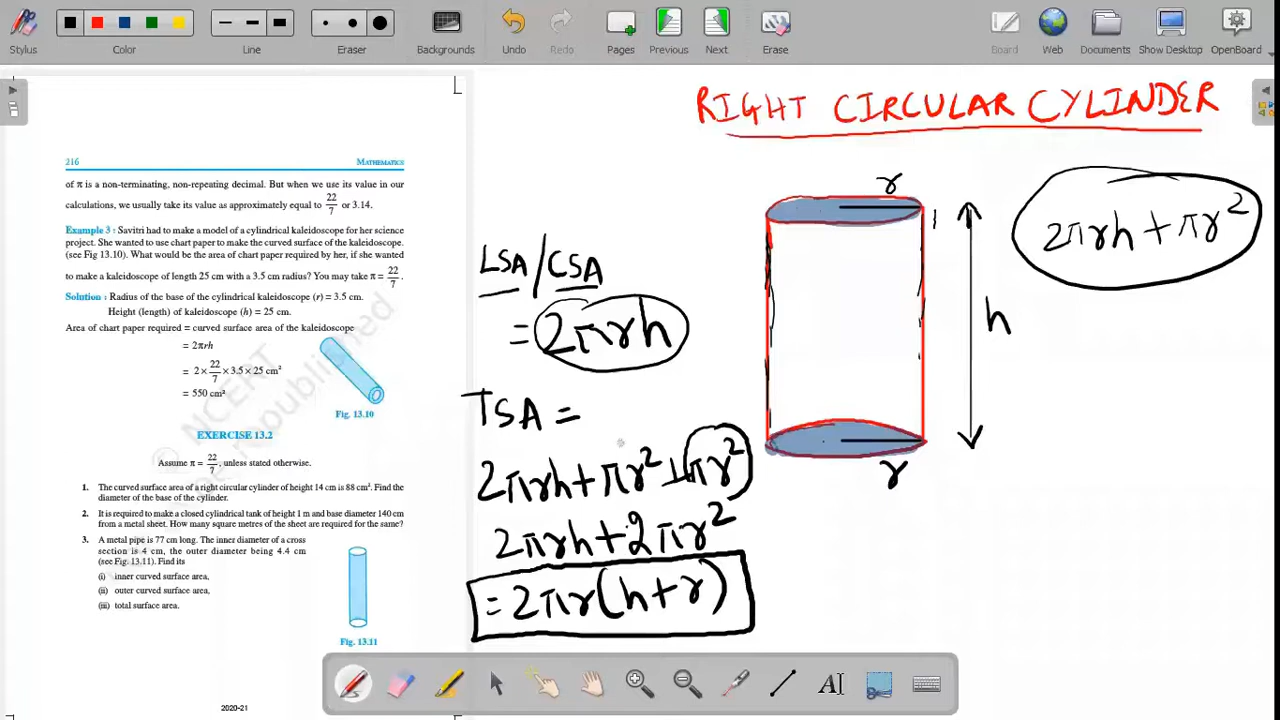 Stylus
Color
Line
Eraser
Backgrounds
Undo
Redo
Pages
Previous
Next
Erase
Board
Web
Documents
Show Desktop
OpenBoard
216
MATHEMATICS
of π is a non-terminating, non-repeating decimal. But when we use its value in our
calculations, we usually take its value as approximately equal to 22/7 or 3.14.
Example 3 : Savitri had to make a model of a cylindrical kaleidoscope for her science
project. She wanted to use chart paper to make the curved surface of the kaleidoscope.
(see Fig 13.10). What would be the area of chart paper required by her, if she wanted
to make a kaleidoscope of length 25 cm with a 3.5 cm radius? You may take π = 22/7.
Solution : Radius of the base of the cylindrical kaleidoscope (r) = 3.5 cm.
Height (length) of kaleidoscope (h) = 25 cm.
Area of chart paper required = curved surface area of the kaleidoscope
= 2πrh
= 2 × 22/7 × 3.5 × 25 cm²
= 550 cm²
Fig. 13.10
© NCERT
not to be republished
EXERCISE 13.2
Assume π = 22/7, unless stated otherwise.
1. The curved surface area of a right circular cylinder of height 14 cm is 88 cm². Find the
diameter of the base of the cylinder.
2. It is required to make a closed cylindrical tank of height 1 m and base diameter 140 cm
from a metal sheet. How many square metres of the sheet are required for the same?
3. A metal pipe is 77 cm long. The inner diameter of a cross
section is 4 cm, the outer diameter being 4.4 cm
(see Fig. 13.11). Find its
(i) inner curved surface area,
(ii) outer curved surface area,
(iii) total surface area.
Fig. 13.11
2020-21
RIGHT CIRCULAR CYLINDER
r
h
r
2πrh + πr²
LSA/CSA
= 2πrh
TSA =
2πrh + πr² + πr²
2πrh + 2πr²
= 2πr(h+r)